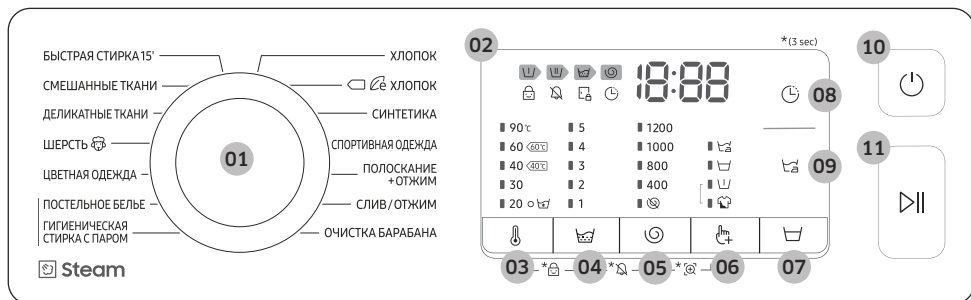 БЫСТРАЯ СТИРКА 15'
СМЕШАННЫЕ ТКАНИ
ДЕЛИКАТНЫЕ ТКАНИ
ШЕРСТЬ
ЦВЕТНАЯ ОДЕЖДА
ПОСТЕЛЬНОЕ БЕЛЬЕ
ГИГИЕНИЧЕСКАЯ
СТИРКА С ПАРОМ
Steam
01
ХЛОПОК
ẽ ХЛОПОК
СИНТЕТИКА
СПОРТИВНАЯ ОДЕЖДА
ПОЛОСКАНИЕ
+ОТЖИМ
СЛИВ/ОТЖИМ
ОЧИСТКА БАРАБАНА
02
*(3 sec)
18:88
90℃ 5 1200
60 60℃ 4 1000
40 40℃ 3 800
30 2 400
20 1
08
09
03 * 04 * 05 * 06 07
10
11